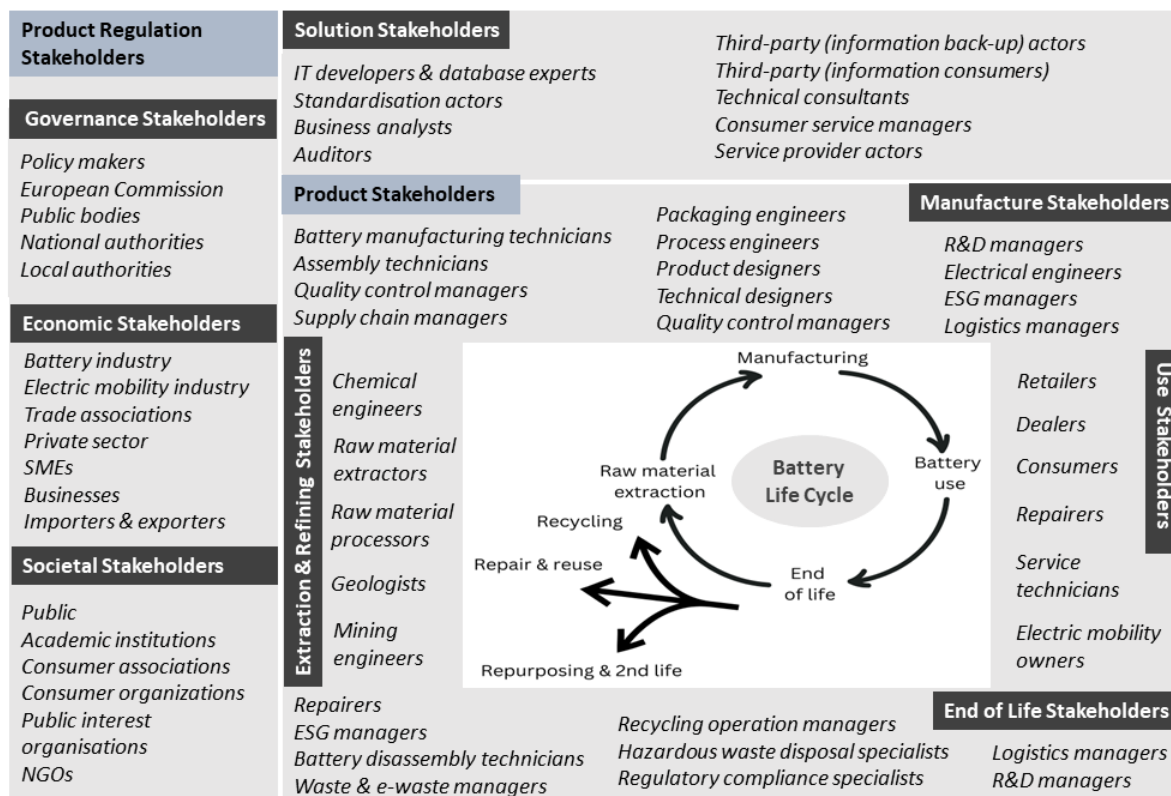 Product Regulation
Stakeholders
Governance Stakeholders
Policy makers
European Commission
Public bodies
National authorities
Local authorities
Economic Stakeholders
Battery industry
Electric mobility industry
Trade associations
Private sector
SMEs
Businesses
Importers & exporters
Societal Stakeholders
Public
Academic institutions
Consumer associations
Consumer organizations
Public interest
organisations
NGOs
Solution Stakeholders
IT developers & database experts
Standardisation actors
Business analysts
Auditors
Third-party (information back-up) actors
Third-party (information consumers)
Technical consultants
Consumer service managers
Service provider actors
Product Stakeholders
Battery manufacturing technicians
Assembly technicians
Quality control managers
Supply chain managers
Packaging engineers
Process engineers
Product designers
Technical designers
Quality control managers
Manufacture Stakeholders
R&D managers
Electrical engineers
ESG managers
Logistics managers
Extraction & Refining Stakeholders
Chemical
engineers
Raw material
extractors
Raw material
processors
Geologists
Mining
engineers
Manufacturing
Battery
use
End
of life
Raw material
extraction
Battery
Life Cycle
Recycling
Repair & reuse
Repurposing & 2nd life
Use Stakeholders
Retailers
Dealers
Consumers
Repairers
Service
technicians
Electric mobility
owners
Repairers
ESG managers
Battery disassembly technicians
Waste & e-waste managers
Recycling operation managers
Hazardous waste disposal specialists
Regulatory compliance specialists
End of Life Stakeholders
Logistics managers
R&D managers